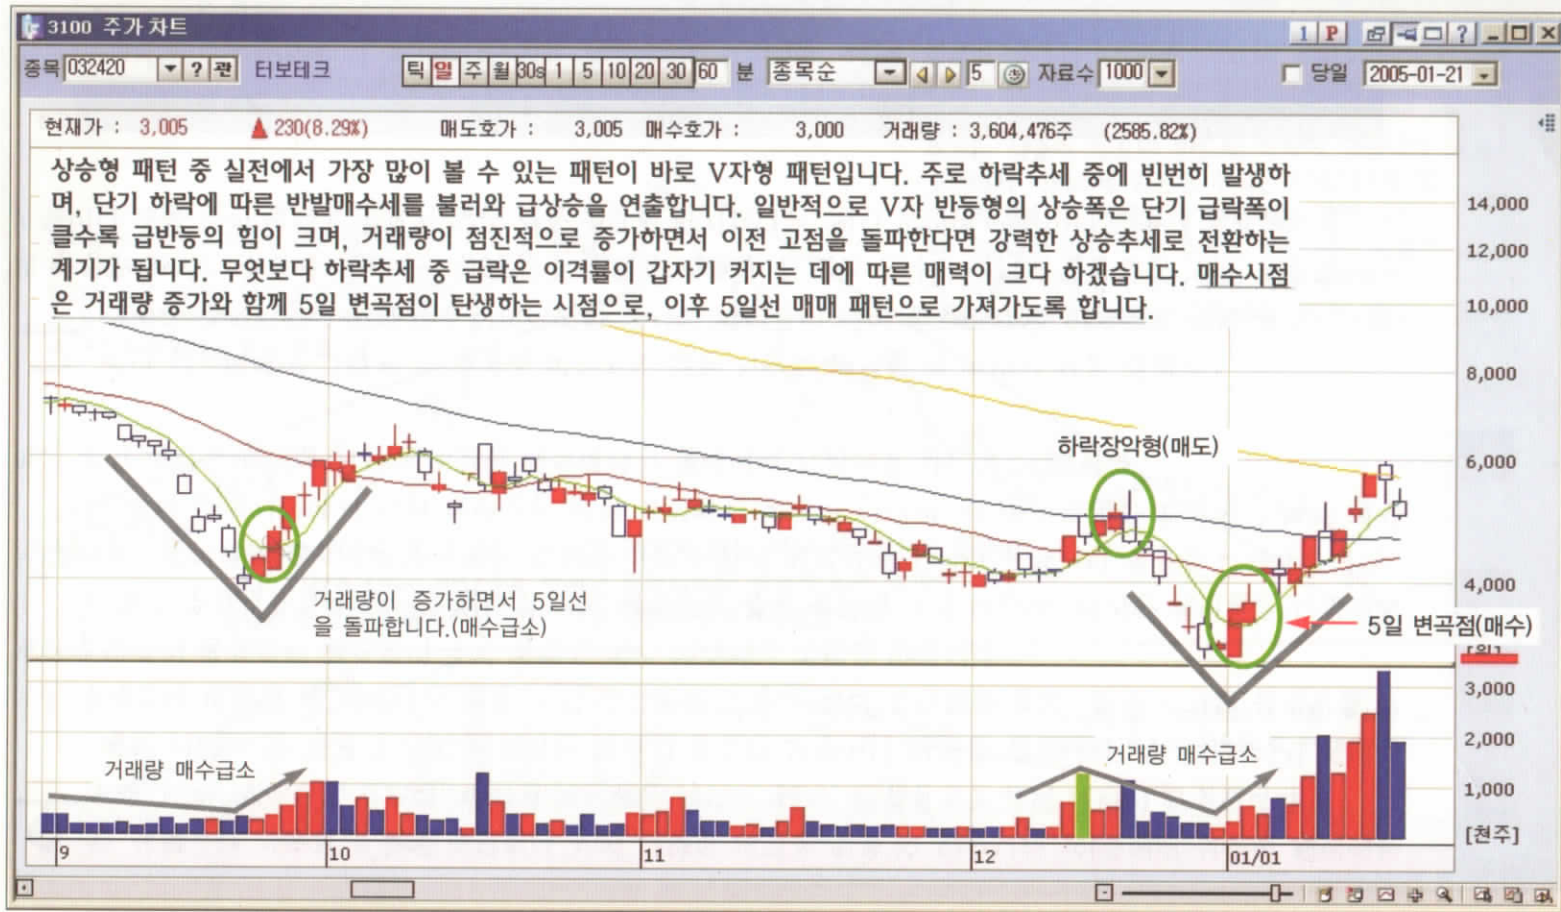 3100 주가 차트
1 P ?
종목 032420 ? 관 터보테크 틱 일 주 월 30s 1 5 10 20 30 60 분 종목순 5 자료수 1000 당일 2005-01-21
현재가 : 3,005 ▲ 230(8.29%) 매도호가 : 3,005 매수호가 : 3,000 거래량 : 3,604,476주 (2585.82%)
상승형 패턴 중 실전에서 가장 많이 볼 수 있는 패턴이 바로 V자형 패턴입니다. 주로 하락추세 중에 빈번히 발생하
며, 단기 하락에 따른 반발매수세를 불러와 급상승을 연출합니다. 일반적으로 V자 반등형의 상승폭은 단기 급락폭이
클수록 급반등의 힘이 크며, 거래량이 점진적으로 증가하면서 이전 고점을 돌파한다면 강력한 상승추세로 전환하는
계기가 됩니다. 무엇보다 하락추세 중 급락은 이격률이 갑자기 커지는 데에 따른 매력이 크다 하겠습니다. 매수시점
은 거래량 증가와 함께 5일 변곡점이 탄생하는 시점으로, 이후 5일선 매매 패턴으로 가져가도록 합니다.
14,000
12,000
10,000
8,000
하락장악형(매도)
6,000
4,000
거래량이 증가하면서 5일선
을 돌파합니다.(매수급소)
5일 변곡점(매수)
[원]
3,000
2,000
거래량 매수급소
거래량 매수급소
1,000
[천주]
9 10 11 12 01/01